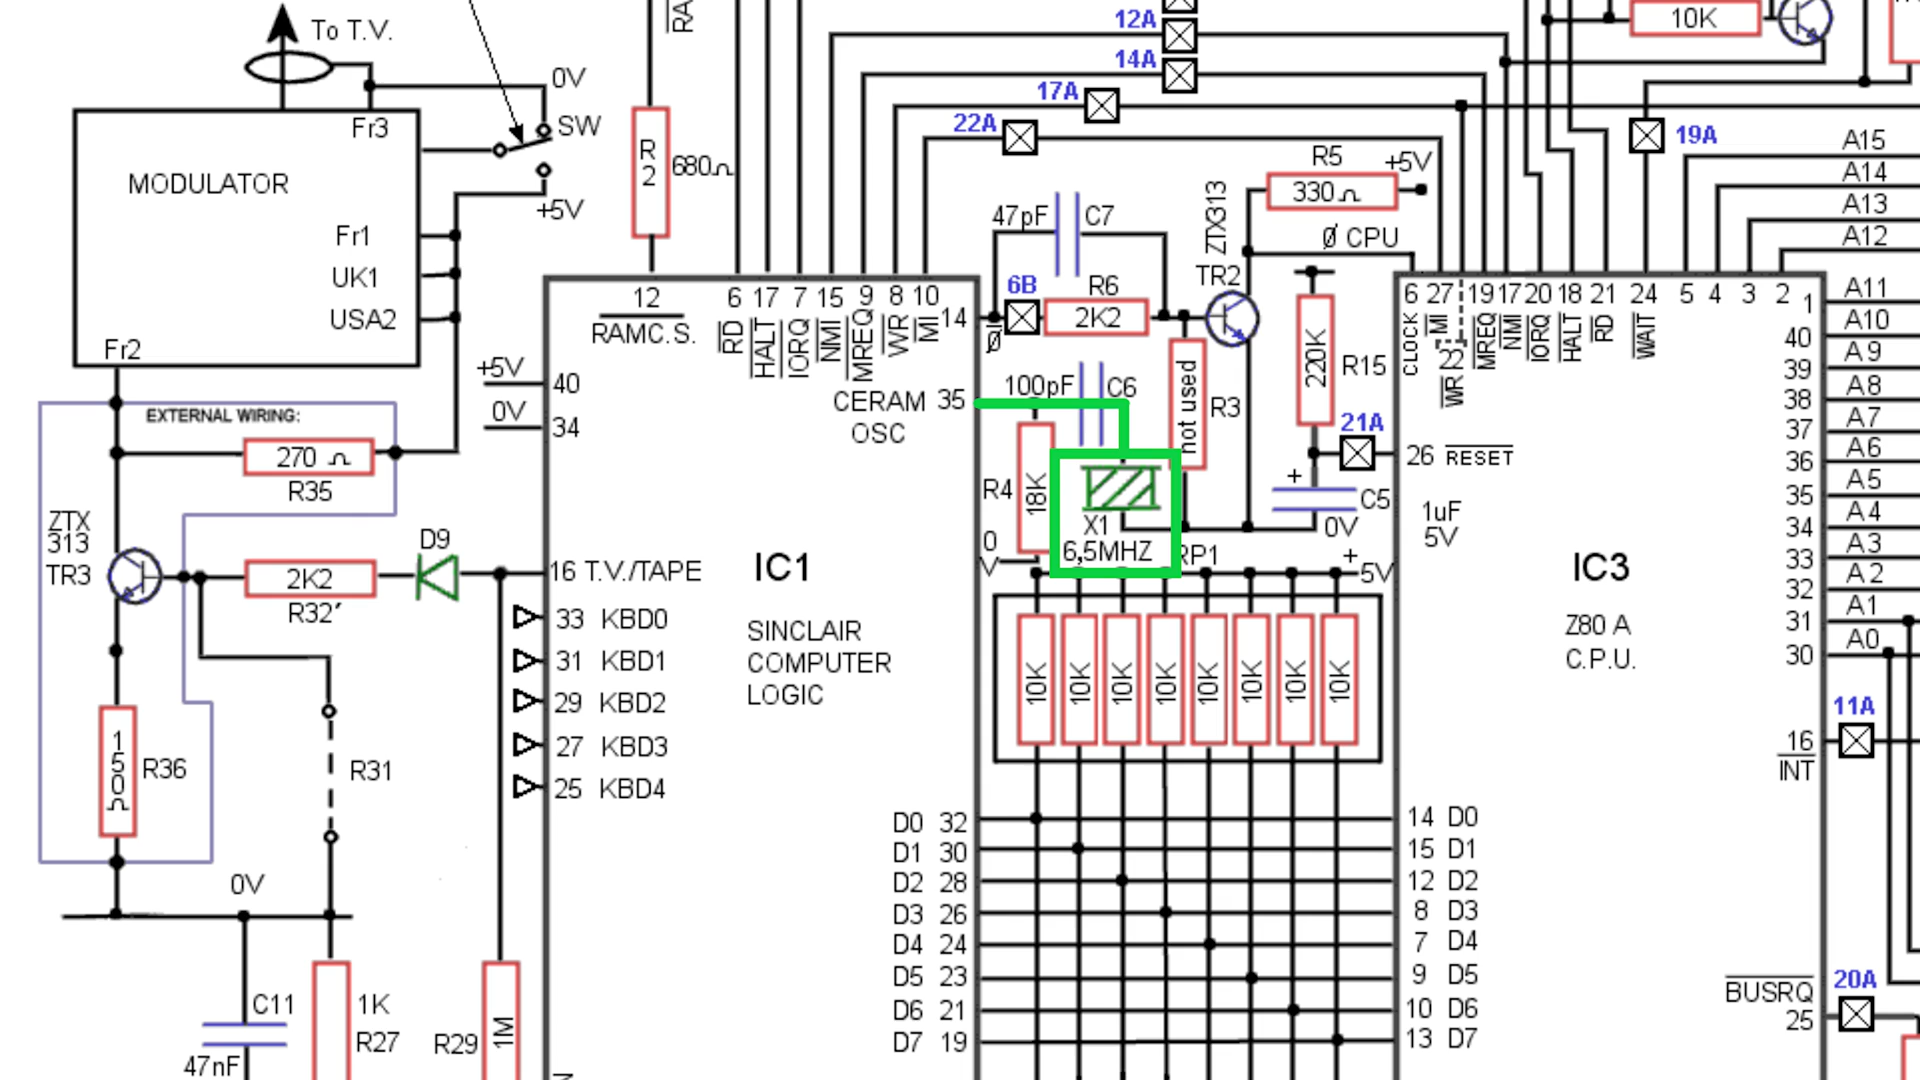 To T.V.
0V
Fr3
SW
MODULATOR
+5V
Fr1
UK1
USA2
Fr2
RA
R2
680Ω
12A
14A
17A
22A
10K
19A
A15
A14
A13
A12
A11
A10
A9
A8
A7
A6
A5
A4
A3
A2
A1
A0
47pF
C7
ZTX313
TR2
R5
330Ω
+5V
Ø CPU
12
RAMC.S.
6
17
7
15
9
8
10
RD
HALT
IORQ
NMI
MREQ
WR
MI
14
Ø
6B
R6
2K2
100pF
C6
not used
R3
220K
R15
6
27
19
17
20
18
21
24
5
4
3
2
1
CLOCK
MI
22
WR
MREQ
NMI
IORQ
HALT
RD
WAIT
40
39
38
37
36
35
34
33
32
31
30
+5V
40
0V
34
CERAM
OSC
35
R4
18K
0
V
X1
6,5MHZ
RP1
+
5V
21A
26
RESET
+
C5
0V
1uF
5V
EXTERNAL WIRING:
270 Ω
R35
ZTX
313
TR3
2K2
R32'
D9
16 T.V./TAPE
33 KBD0
31 KBD1
29 KBD2
27 KBD3
25 KBD4
IC1
SINCLAIR
COMPUTER
LOGIC
IC3
Z80 A
C.P.U.
10K
10K
10K
10K
10K
10K
10K
10K
150Ω
R36
R31
0V
C11
47nF
1K
R27
R29
1M
D0 32
D1 30
D2 28
D3 26
D4 24
D5 23
D6 21
D7 19
14 D0
15 D1
12 D2
8 D3
7 D4
9 D5
10 D6
13 D7
11A
16
INT
20A
BUSRQ
25